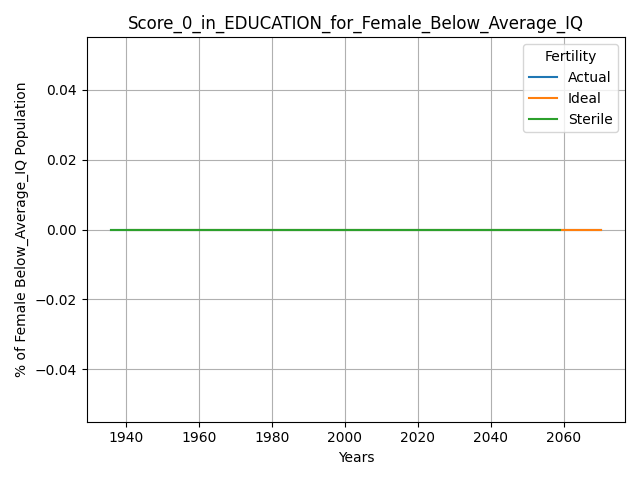 Score_0_in_EDUCATION_for_Female_Below_Average_IQ
Fertility
Actual
Ideal
Sterile
% of Female Below_Average_IQ Population
0.04
0.02
0.00
−0.02
−0.04
1940 1960 1980 2000 2020 2040 2060
Years